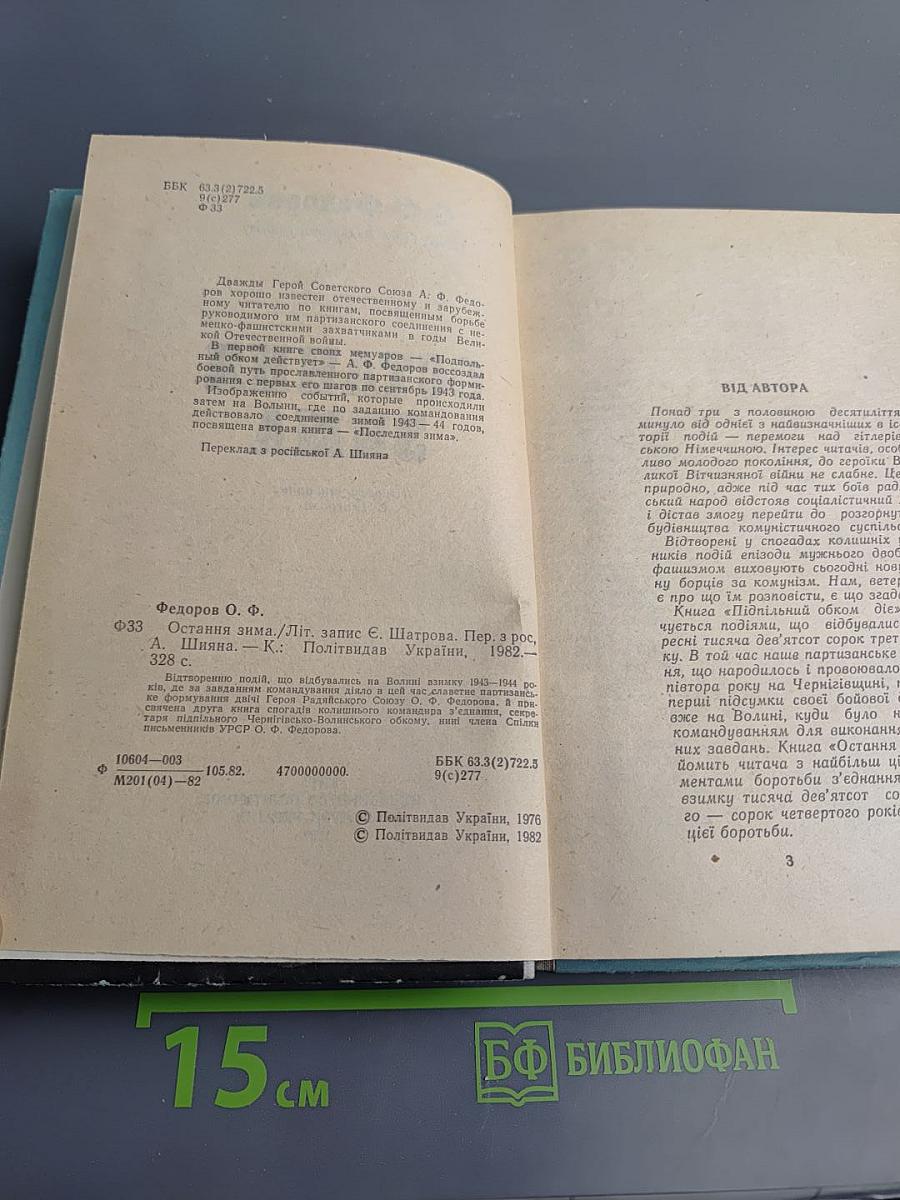 ББК 63.3(2)722.5
9(с)277
Ф 33
Дважды Герой Советского Союза А. Ф. Федо-
ров хорошо известен отечественному и зарубеж-
ному читателю по книгам, посвященным борьбе
руководимого им партизанского соединения с не-
мецко-фашистскими захватчиками в годы Вели-
кой Отечественной войны.
В первой книге своих мемуаров — «Подполь-
ный обком действует» — А. Ф. Федоров воссоздал
боевой путь прославленного партизанского форми-
рования с первых его шагов по сентябрь 1943 года.
Изображению событий, которые происходили
затем на Волыни, где по заданию командования
действовало соединение зимой 1943—44 годов,
посвящена вторая книга — «Последняя зима».
Переклад з російської А. Шияна
Федоров О. Ф.
Ф33 Остання зима./Літ. запис Є. Шатрова. Пер. з рос,
А. Шияна. — К.: Політвидав України, 1982.—
328 с.
Відтворенню подій, що відбувались на Волині взимку 1943—1944 ро-
ків, де за завданням командування діяло в цей час славетне партизансь-
ке формування двічі Героя Радяйського Союзу О. Ф. Федорова, й при-
свячена друга книга спогадів колишнього командира з'єднання, секре-
таря підпільного Чернігівсько-Волинського обкому, нині члена Спілки
письменників УРСР О. Ф. Федорова.
Ф 10604—003
М201(04)—82 105.82. 4700000000.
ББК 63.3(2)722.5
9(с)277
© Політвидав України, 1976
© Політвидав України, 1982
ВІД АВТОРА
Понад три з половиною десятиліття
минуло від однієї з найвизначніших в іс
торії подій — перемоги над гітлерів
ською Німеччиною. Інтерес читачів, особ
ливо молодого покоління, до героїки В
ликої Вітчизняної війни не слабне. Це
природно, адже під час тих боїв рад
ський народ відстояв соціалістичний
і дістав змогу перейти до розгорнут
будівництва комуністичного суспільс
Відтворені у спогадах колишніх у
ників подій епізоди мужнього двоб
фашизмом виховують сьогодні нов
ну борців за комунізм. Нам, ветер
є про що їм розповісти, є що згад
Книга «Підпільний обком діє»
чується подіями, що відбувалис
ресні тисяча дев'ятсот сорок трет
ку. В той час наше партизанське
ня, що народилось і провоювало
півтора року на Чернігівщині,
перші підсумки своєї бойової
вже на Волині, куди було н
командуванням для виконання
них завдань. Книга «Остання
йомить читача з найбільш ці
ментами боротьби з'єднання
взимку тисяча дев'ятсот со
го — сорок четвертого років
цієї боротьби.
3
15 см
БФ БИБЛИОФАН